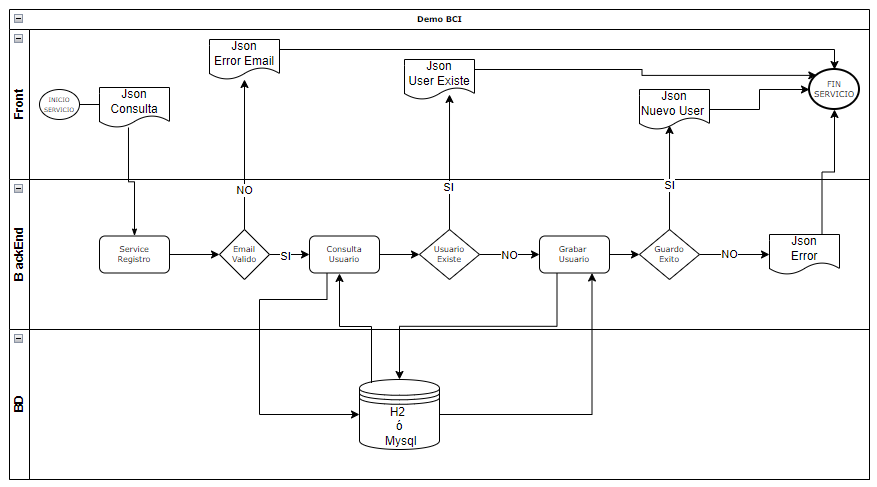 Demo BCI
Front
INICIO
SERVICIO
Json
Consulta
Json
Error Email
Json
User Existe
Json
Nuevo User
FIN
SERVICIO
NO
SI
SI
BackEnd
Service
Registro
Email
Valido
SI
Consulta
Usuario
Usuario
Existe
NO
Grabar
Usuario
Guardo
Exito
NO
Json
Error
BD
H2
ó
Mysql